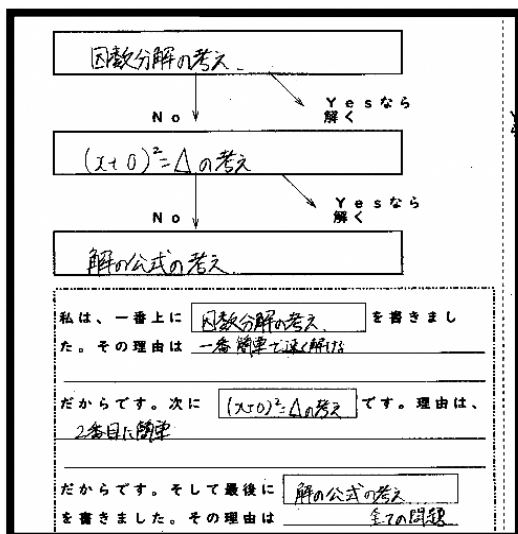 因数分解の考え
No
Yesなら
解く
(x+○)²=△の考え
No
Yesなら
解く
解の公式の考え
私は、一番上に 因数分解の考え を書きまし
た。その理由は 一番簡単で速く解ける
だからです。次に (x+○)²=△の考え です。理由は、
2番目に簡単
だからです。そして最後に 解の公式の考え
を書きました。その理由は 全ての問題